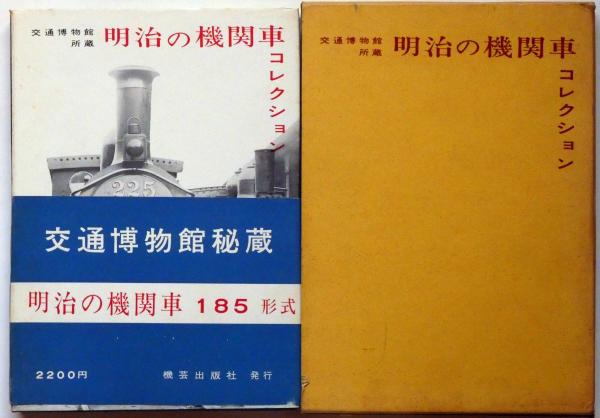 交通博物館
所蔵
明治の機関車
コレクション
225
交通博物館秘蔵
明治の機関車 185 形式
2200円 機芸出版社 発行
交通博物館
所蔵
明治の機関車
コレクション